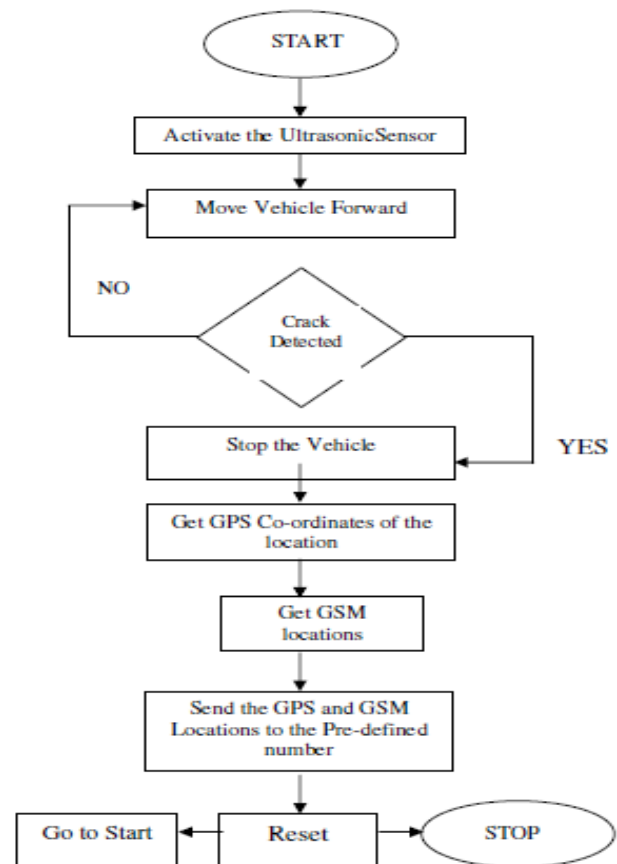 START
Activate the UltrasonicSensor
Move Vehicle Forward
NO
Crack
Detected
Stop the Vehicle
YES
Get GPS Co-ordinates of the
location
Get GSM
locations
Send the GPS and GSM
Locations to the Pre-defined
number
Go to Start
Reset
STOP